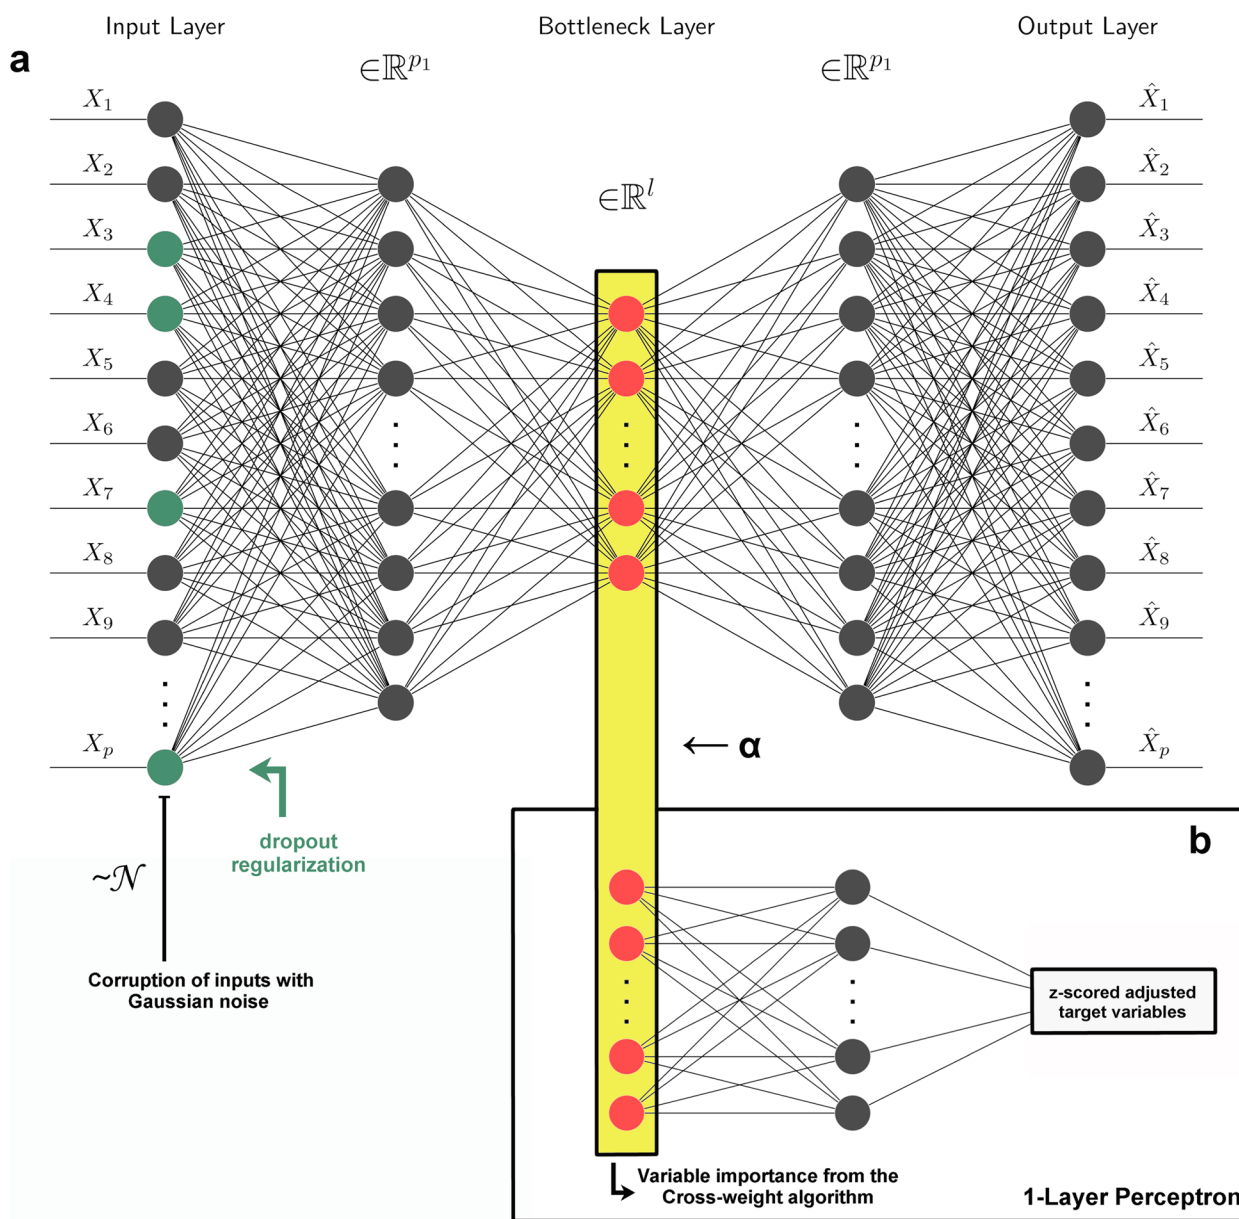 Input Layer
Bottleneck Layer
Output Layer
a
∈ℝ^{p_1}
∈ℝ^{p_1}
∈ℝ^l
X_1
X_2
X_3
X_4
X_5
X_6
X_7
X_8
X_9
X_p
X̂_1
X̂_2
X̂_3
X̂_4
X̂_5
X̂_6
X̂_7
X̂_8
X̂_9
X̂_p
← α
dropout
regularization
~𝒩
Corruption of inputs with
Gaussian noise
b
z-scored adjusted
target variables
Variable importance from the
Cross-weight algorithm
1-Layer Perceptron